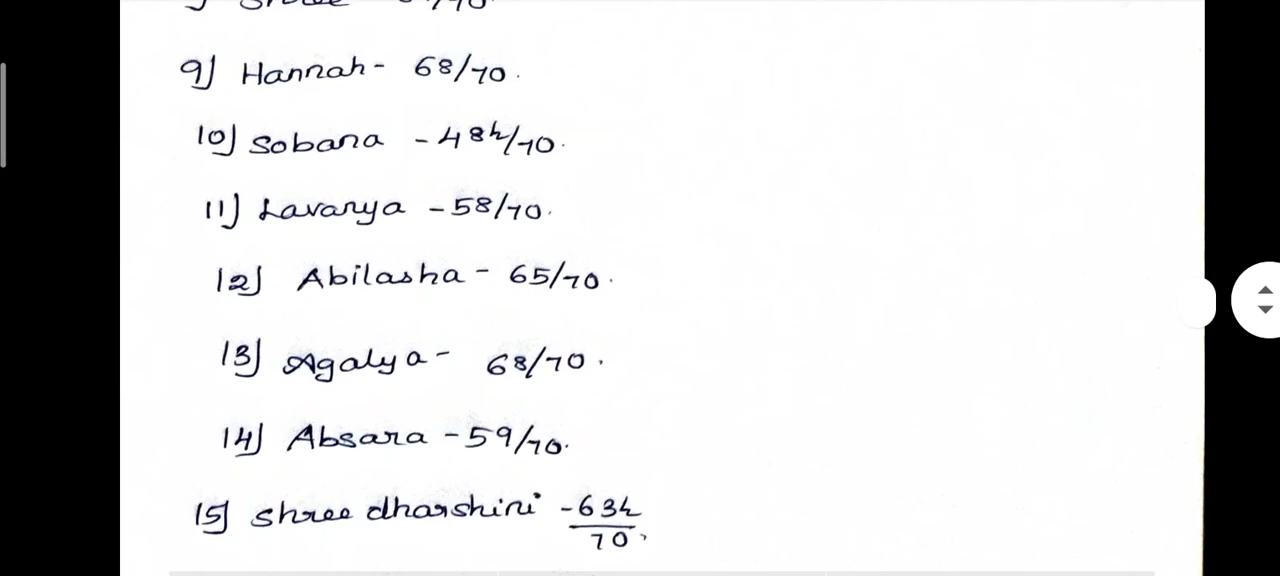 9) Hannah - 68/70.
10) Sobana - 48½/70.
11) Lavanya - 58/70.
12) Abilasha - 65/70.
13) Agalya - 68/70.
14) Absara - 59/70.
15) Shree dharshini - 63½/70.